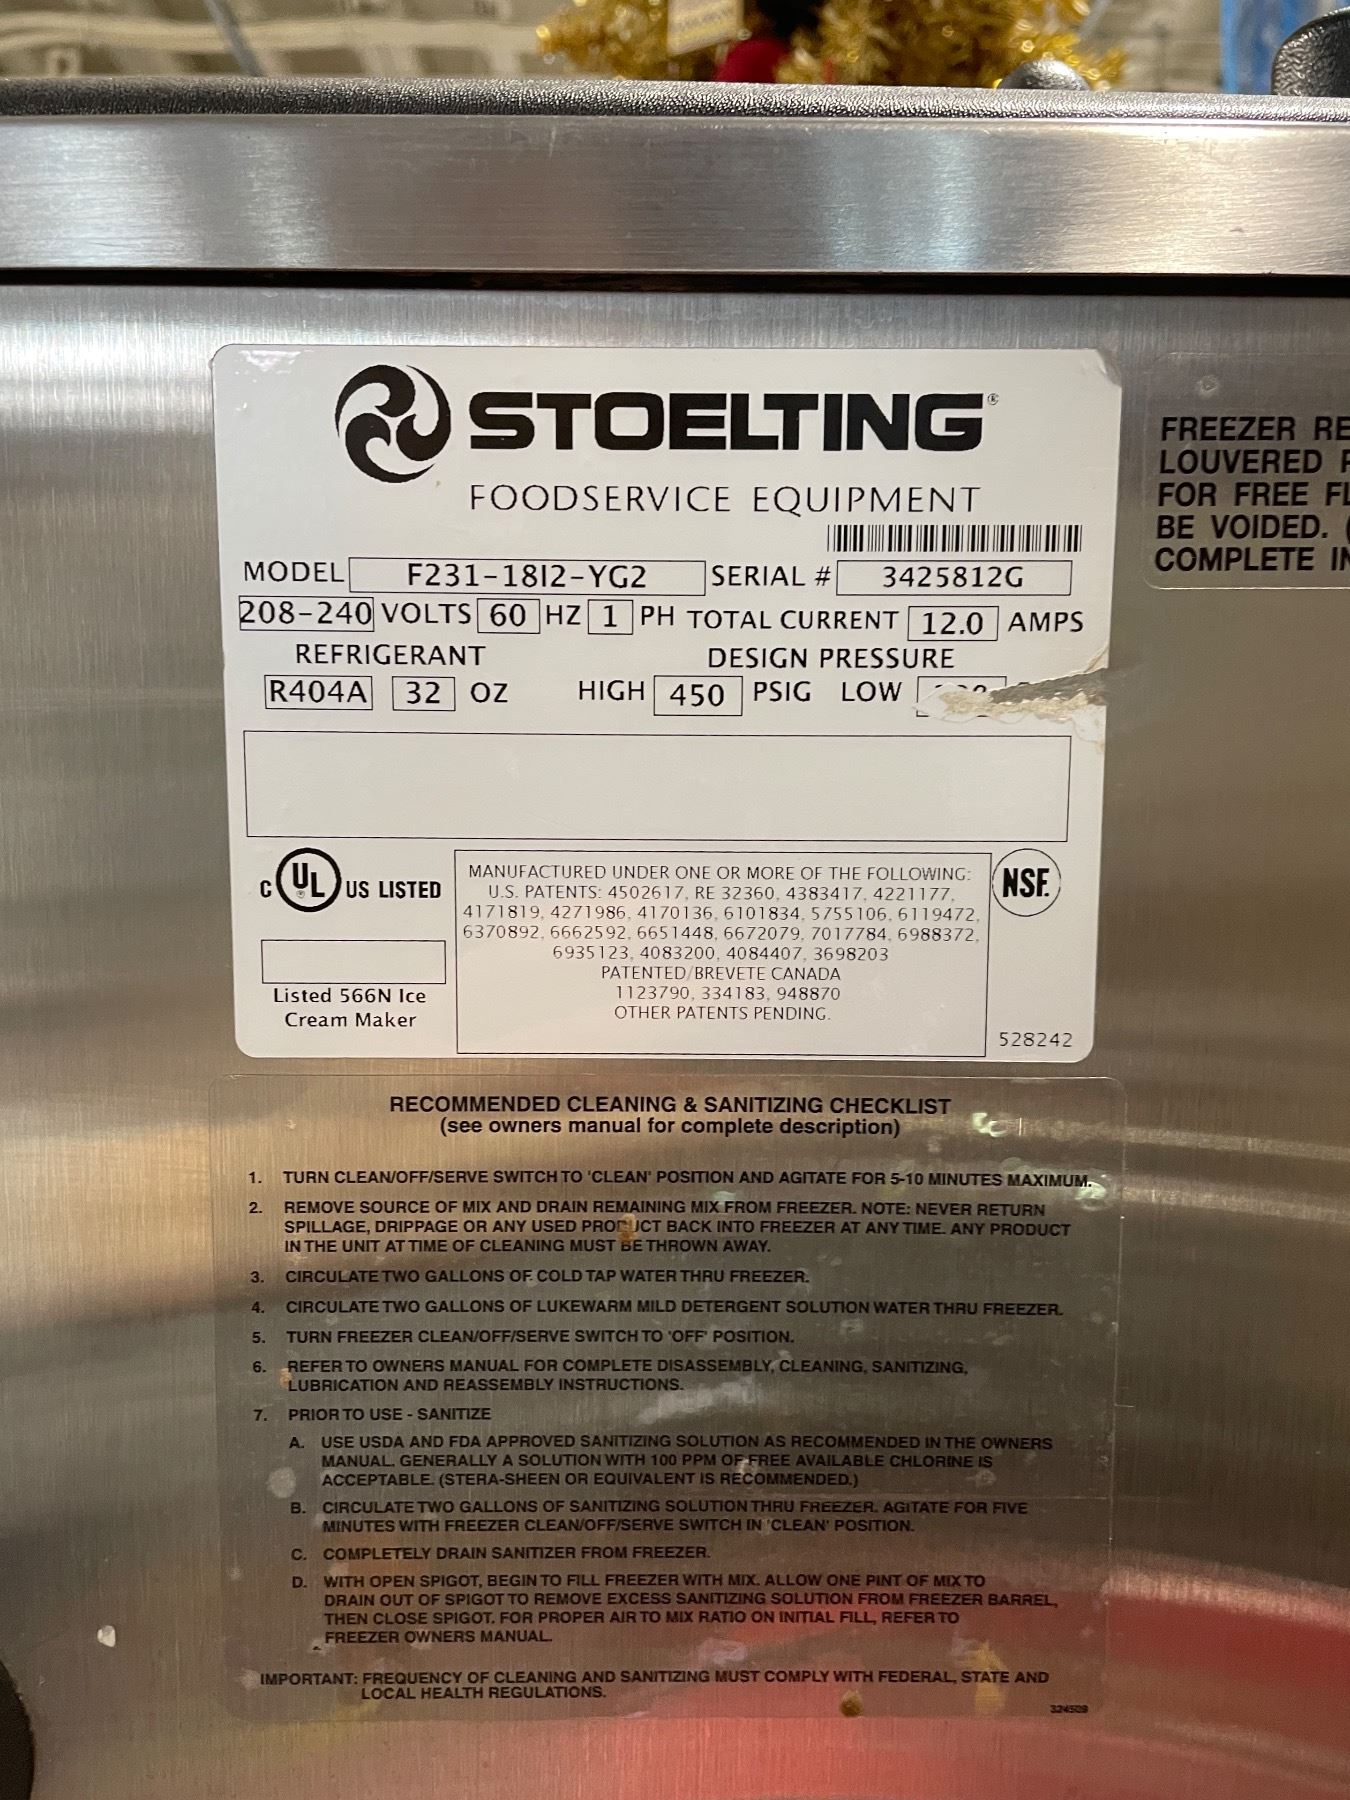 STOELTING®
FOODSERVICE EQUIPMENT
MODEL F231-18I2-YG2 SERIAL # 3425812G
208-240 VOLTS 60 HZ 1 PH TOTAL CURRENT 12.0 AMPS
REFRIGERANT DESIGN PRESSURE
R404A 32 OZ HIGH 450 PSIG LOW
C UL® US LISTED
Listed 566N Ice
Cream Maker
MANUFACTURED UNDER ONE OR MORE OF THE FOLLOWING:
U.S. PATENTS: 4502617, RE 32360, 4383417, 4221177,
4171819, 4271986, 4170136, 6101834, 5755106, 6119472,
6370892, 6662592, 6651448, 6672079, 7017784, 6988372,
6935123, 4083200, 4084407, 3698203
PATENTED/BREVETE CANADA
1123790, 334183, 948870
OTHER PATENTS PENDING.
NSF.
528242
FREEZER RE
LOUVERED
FOR FREE FL
BE VOIDED. (
COMPLETE IN
RECOMMENDED CLEANING & SANITIZING CHECKLIST
(see owners manual for complete description)
1. TURN CLEAN/OFF/SERVE SWITCH TO 'CLEAN' POSITION AND AGITATE FOR 5-10 MINUTES MAXIMUM.
2. REMOVE SOURCE OF MIX AND DRAIN REMAINING MIX FROM FREEZER. NOTE: NEVER RETURN
SPILLAGE, DRIPPAGE OR ANY USED PRODUCT BACK INTO FREEZER AT ANY TIME. ANY PRODUCT
IN THE UNIT AT TIME OF CLEANING MUST BE THROWN AWAY.
3. CIRCULATE TWO GALLONS OF COLD TAP WATER THRU FREEZER.
4. CIRCULATE TWO GALLONS OF LUKEWARM MILD DETERGENT SOLUTION WATER THRU FREEZER.
5. TURN FREEZER CLEAN/OFF/SERVE SWITCH TO 'OFF' POSITION.
6. REFER TO OWNERS MANUAL FOR COMPLETE DISASSEMBLY, CLEANING, SANITIZING,
LUBRICATION AND REASSEMBLY INSTRUCTIONS.
7. PRIOR TO USE - SANITIZE
A. USE USDA AND FDA APPROVED SANITIZING SOLUTION AS RECOMMENDED IN THE OWNERS
MANUAL. GENERALLY A SOLUTION WITH 100 PPM OF FREE AVAILABLE CHLORINE IS
ACCEPTABLE. (STERA-SHEEN OR EQUIVALENT IS RECOMMENDED.)
B. CIRCULATE TWO GALLONS OF SANITIZING SOLUTION THRU FREEZER. AGITATE FOR FIVE
MINUTES WITH FREEZER CLEAN/OFF/SERVE SWITCH IN 'CLEAN' POSITION.
C. COMPLETELY DRAIN SANITIZER FROM FREEZER.
D. WITH OPEN SPIGOT, BEGIN TO FILL FREEZER WITH MIX. ALLOW ONE PINT OF MIX TO
DRAIN OUT OF SPIGOT TO REMOVE EXCESS SANITIZING SOLUTION FROM FREEZER BARREL,
THEN CLOSE SPIGOT. FOR PROPER AIR TO MIX RATIO ON INITIAL FILL, REFER TO
FREEZER OWNERS MANUAL.
IMPORTANT: FREQUENCY OF CLEANING AND SANITIZING MUST COMPLY WITH FEDERAL, STATE AND
LOCAL HEALTH REGULATIONS.
324509